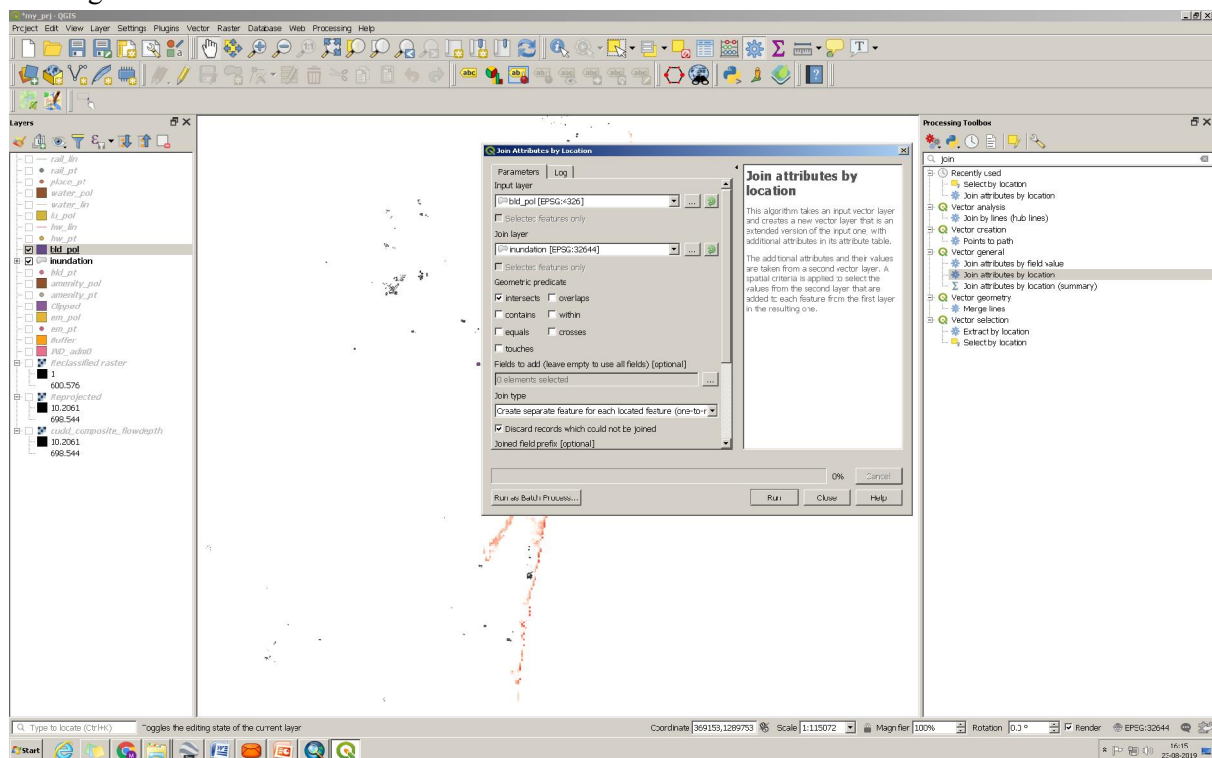 *my_prj - QGIS
Project Edit View Layer Settings Plugins Vector Raster Database Web Processing Help
Layers
rail_lin
rail_pt
place_pt
water_pol
water_lin
lu_pol
hw_lin
hw_pt
bld_pol
inundation
bld_pt
amenity_pol
amenity_pt
Clipped
em_pol
em_pt
Buffer
IND_adm0
Reclassified raster
1
600.576
Reprojected
10.2061
698.544
cudd_composite_flowdepth
10.2061
698.544
Join Attributes by Location
Parameters Log
Input layer
bld_pol [EPSG:4326]
Selected features only
Join layer
inundation [EPSG:32644]
Selected features only
Geometric predicate
intersects overlaps
contains within
equals crosses
touches
Fields to add (leave empty to use all fields) [optional]
0 elements selected
...
Join type
Create separate feature for each located feature (one-to-r
Discard records which could not be joined
Joined field prefix [optional]
Join attributes by
location
This algorithm takes an input vector layer
and creates a new vector layer that is an
extended version of the input one, with
additional attributes in its attribute table.
The additional attributes and their values
are taken from a second vector layer. A
spatial criteria is applied to select the
values from the second layer that are
added to each feature from the first layer
in the resulting one.
0% Cancel
Run as Batch Process... Run Close Help
Processing Toolbox
join
Recently used
Select by location
Join attributes by location
Vector analysis
Join by lines (hub lines)
Vector creation
Points to path
Vector general
Join attributes by field value
Join attributes by location
Join attributes by location (summary)
Vector geometry
Merge lines
Vector selection
Extract by location
Select by location
Type to locate (Ctrl+K) Toggles the editing state of the current layer Coordinate 369153,1289753 Scale 1:115072 Magnifier 100% Rotation 0.0 ° Render EPSG:32644
Start 16:15
23-08-2019